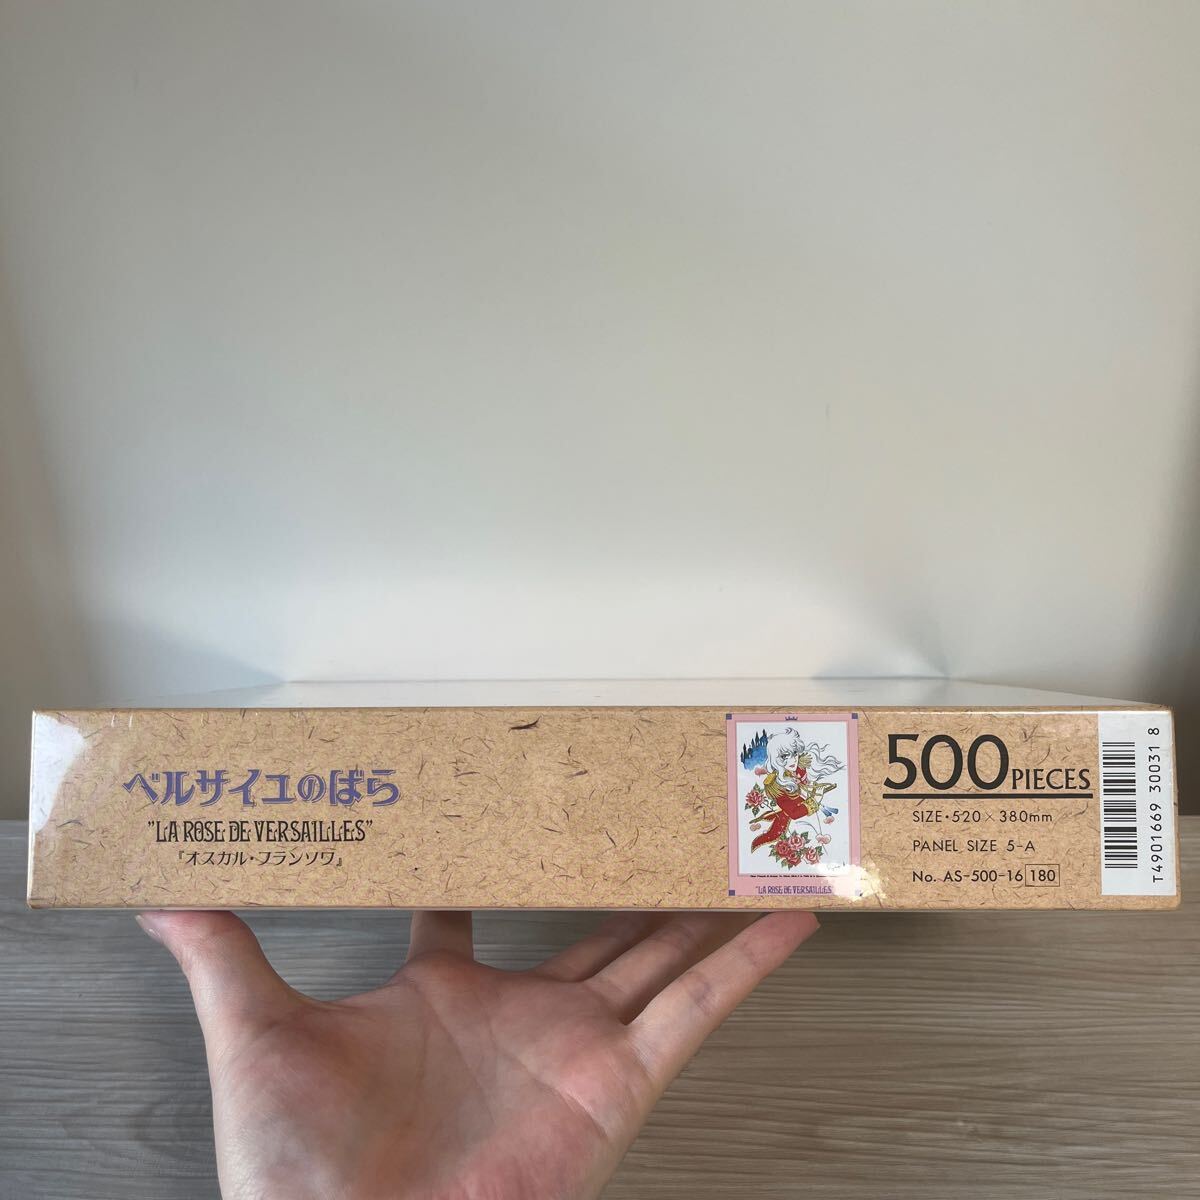 ベルサイユのばら
"LA ROSE DE VERSAILLES"
『オスカル・フランソワ』
"LA ROSE DE VERSAILLES"
500 PIECES
SIZE・520×380mm
PANEL SIZE 5-A
No. AS-500-16 180
T4901669 30031 8